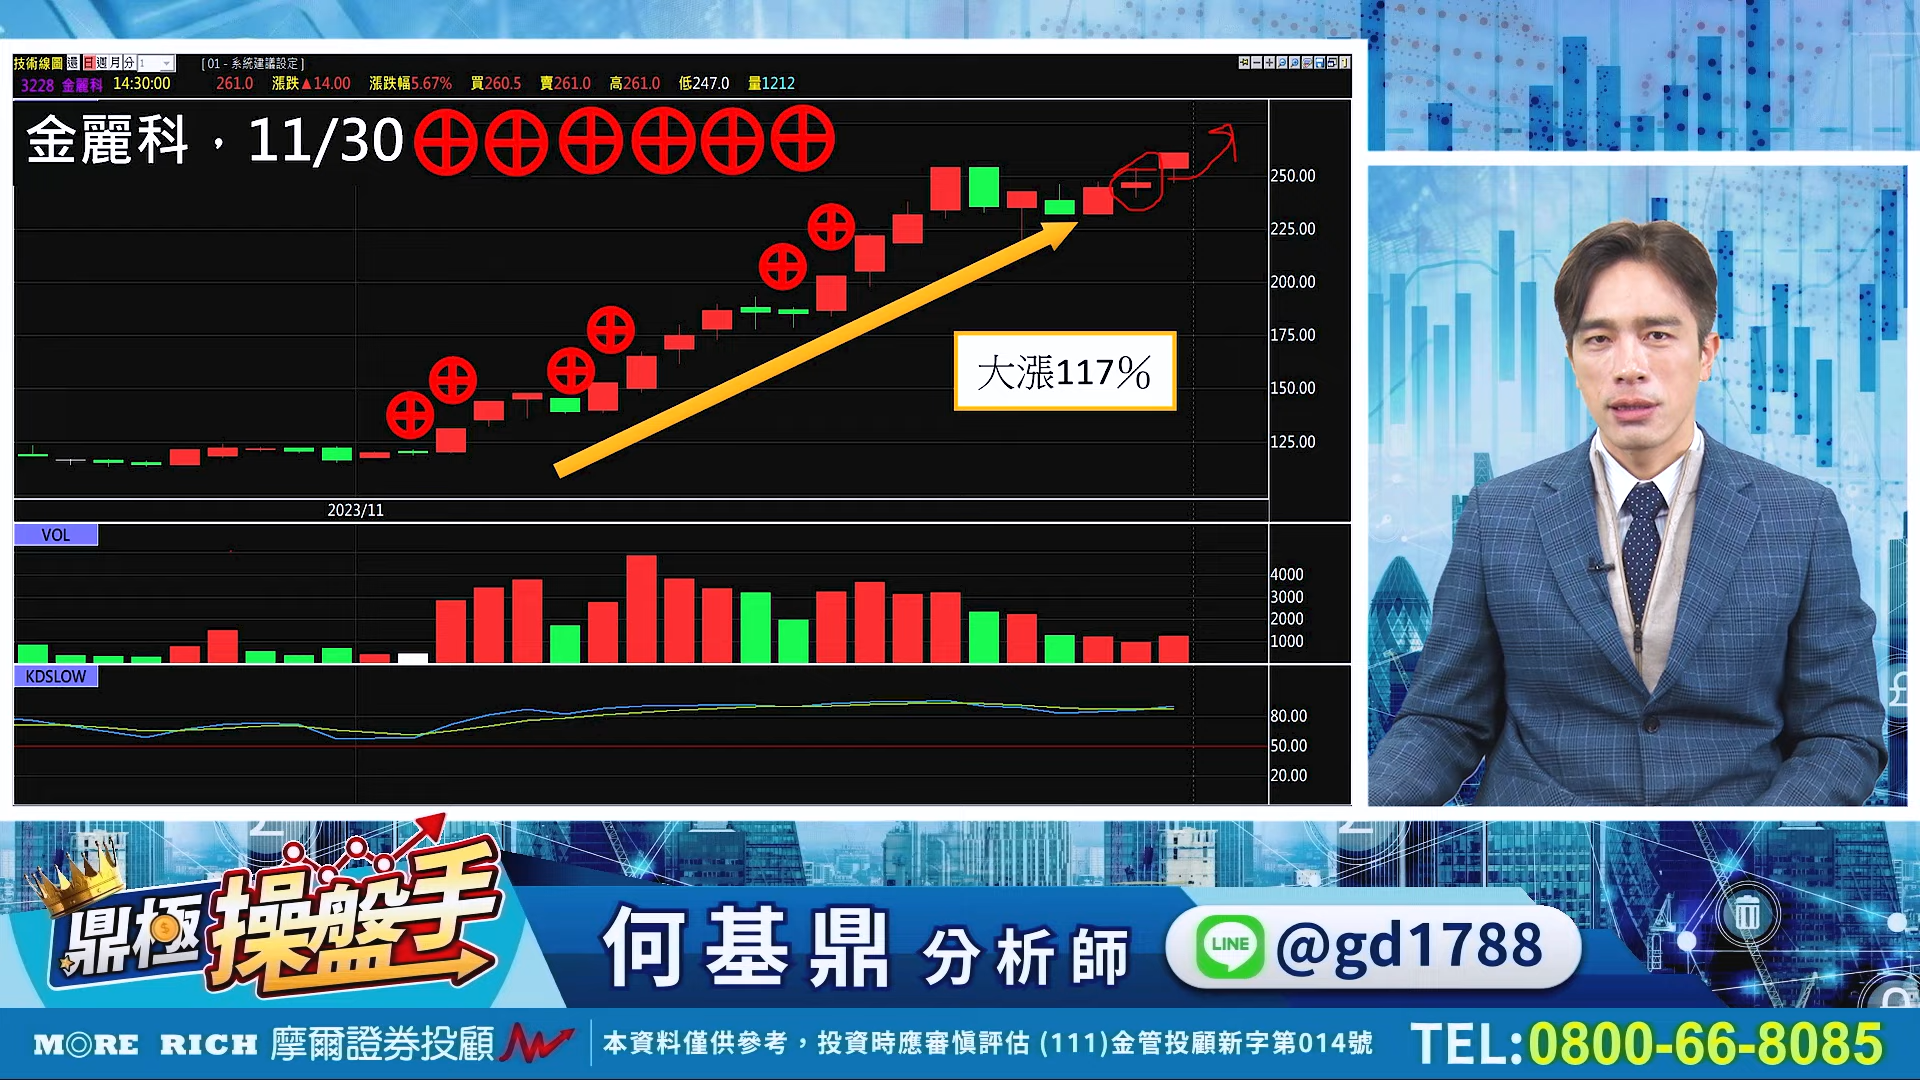 技術線圖 還 日 週 月 分 1 [ 01 - 系統建議設定 ]
3228 金麗科 14:30:00 261.0 漲跌▲14.00 漲跌幅5.67% 買260.5 賣261.0 高261.0 低247.0 量1212
金麗科，11/30
250.00
225.00
200.00
175.00
150.00
125.00
大漲117%
2023/11
VOL
4000
3000
2000
1000
KDSLOW
80.00
50.00
20.00
鼎極操盤手
何基鼎 分析師
LINE @gd1788
MORE RICH 摩爾證券投顧
本資料僅供參考，投資時應審慎評估 (111)金管投顧新字第014號
TEL:0800-66-8085